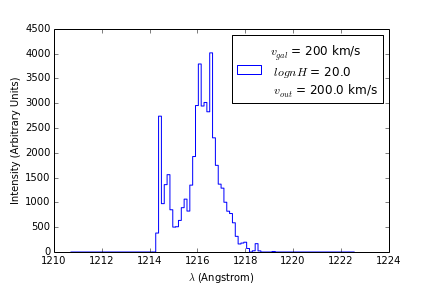 4500
4000
3500
3000
2500
2000
1500
1000
500
0
Intensity (Arbitrary Units)
v_gal = 200 km/s
lognH = 20.0
v_out = 200.0 km/s
1210 1212 1214 1216 1218 1220 1222 1224
λ (Angstrom)